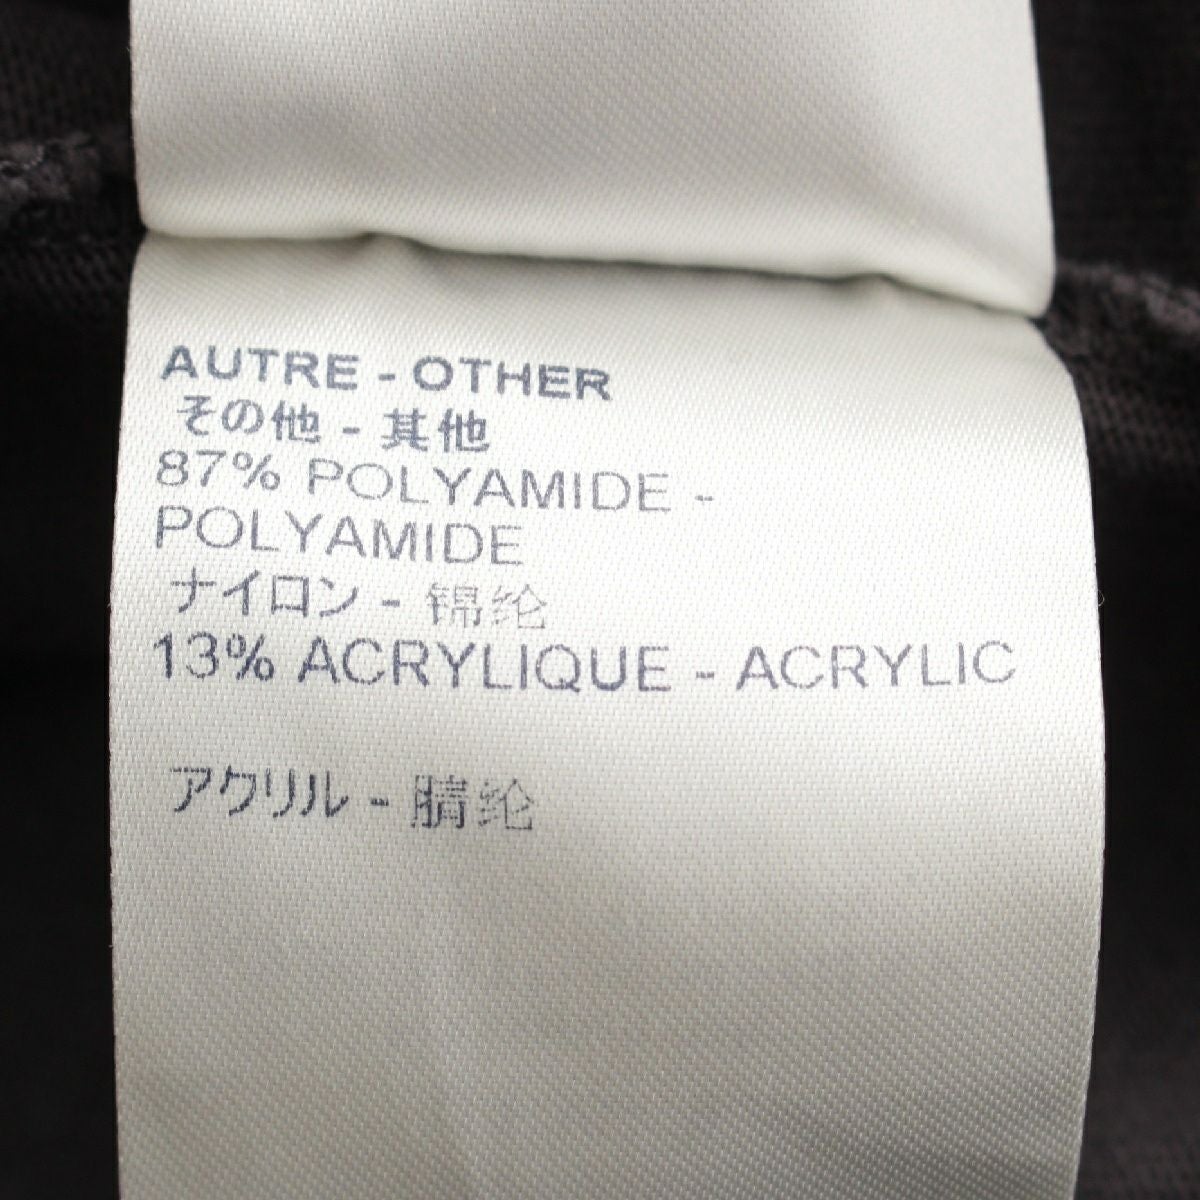 AUTRE - OTHER
その他 - 其他
87% POLYAMIDE -
POLYAMIDE
ナイロン - 锦纶
13% ACRYLIQUE - ACRYLIC
アクリル - 腈纶